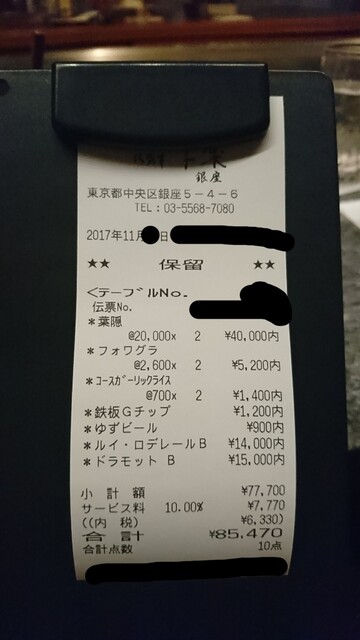 銀座
東京都中央区銀座5-4-6
TEL:03-5568-7080
2017年11月 日
★★ 保留 ★★
<テーブルNo.
伝票No.
*葉隠
@20,000x 2 ¥40,000内
*フォワグラ
@2,600x 2 ¥5,200内
*コースガーリックライス
@700x 2 ¥1,400内
*鉄板Gチップ ¥1,200内
*ゆずビール ¥900内
*ルイ・ロデレールB ¥14,000内
*ドラモット B ¥15,000内
小 計 額 ¥77,700
サービス料 10.00% ¥7,770
((内 税) ¥6,330)
合 計 ¥85,470
合計点数 10点